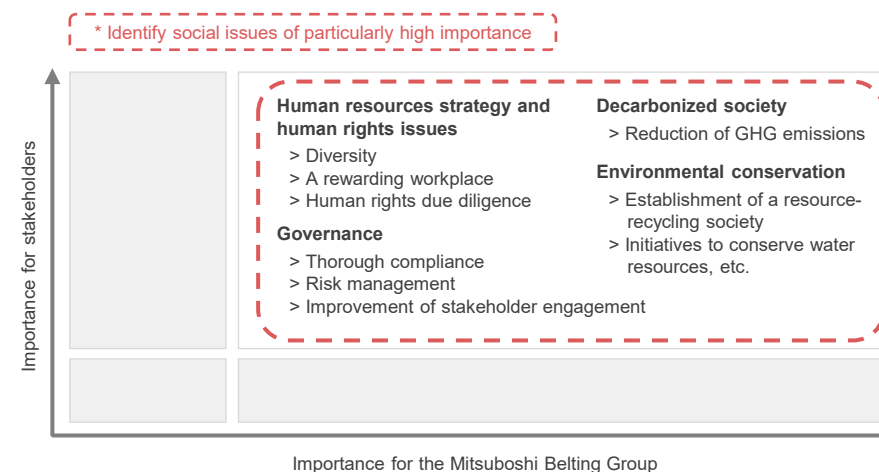 * Identify social issues of particularly high importance
Importance for stakeholders
Human resources strategy and
human rights issues
> Diversity
> A rewarding workplace
> Human rights due diligence
Governance
> Thorough compliance
> Risk management
> Improvement of stakeholder engagement
Decarbonized society
> Reduction of GHG emissions
Environmental conservation
> Establishment of a resource-
recycling society
> Initiatives to conserve water
resources, etc.
Importance for the Mitsuboshi Belting Group